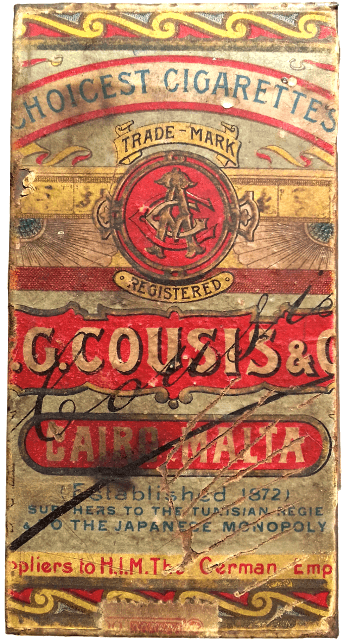 CHOICEST CIGARETTES
TRADE-MARK
REGISTERED
.G. COUSIS & C
CAIRO. MALTA
(Established 1872)
SUPPLIERS TO THE TUNISIAN REGIE
& TO THE JAPANESE MONOPOLY
ppliers to H.I.M. The German Emp